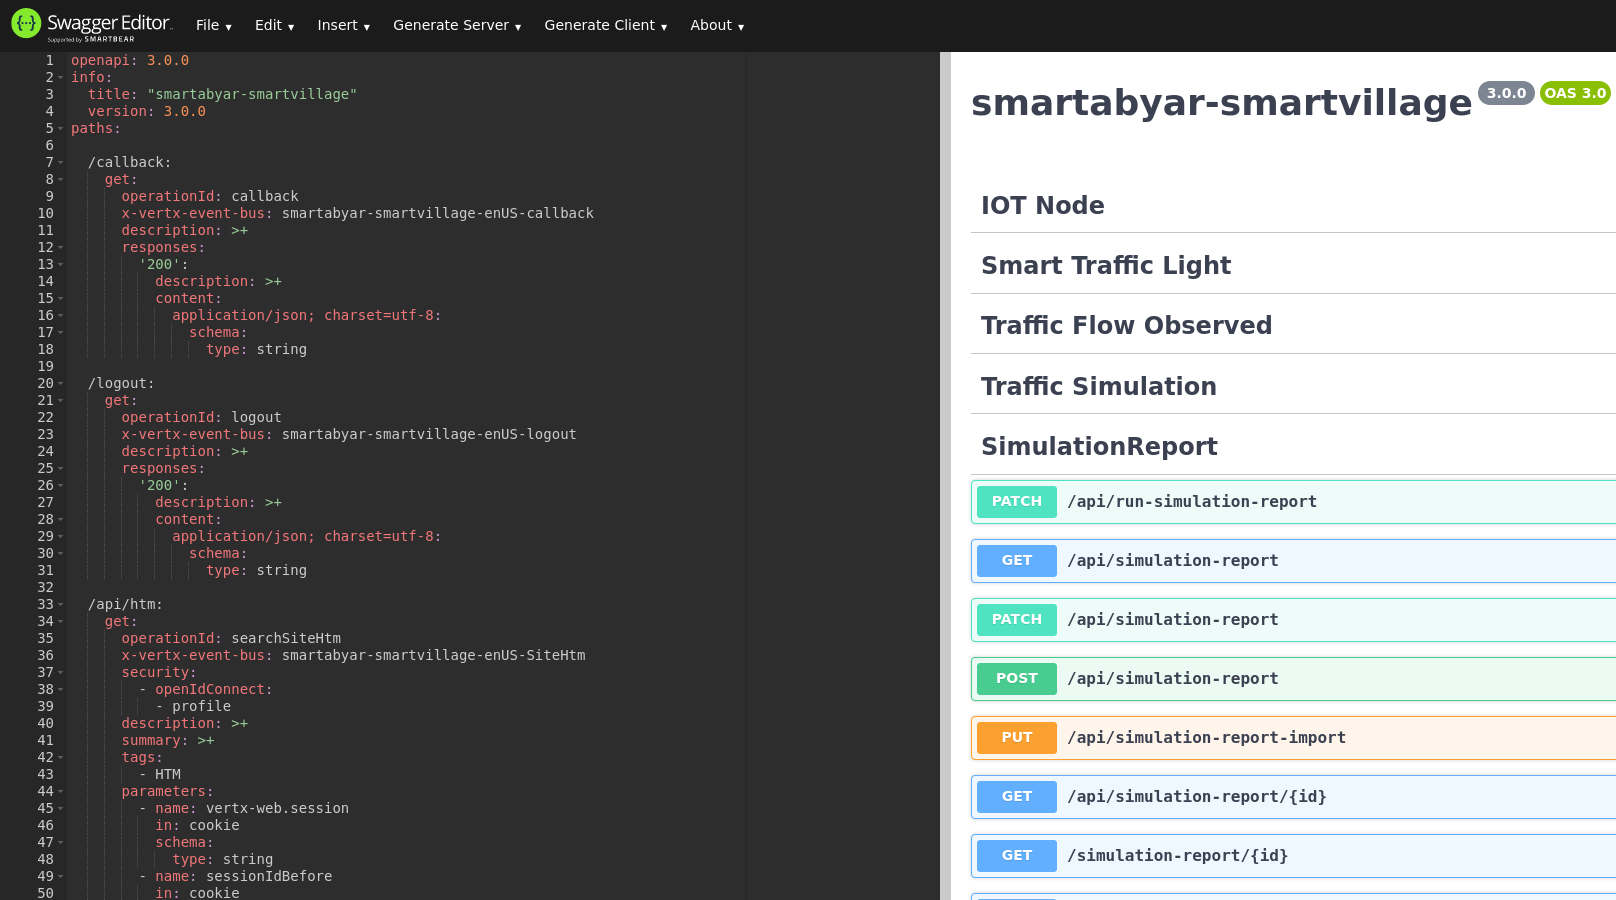 Swagger Editor
Supported by SMARTBEAR
File ▾ Edit ▾ Insert ▾ Generate Server ▾ Generate Client ▾ About ▾
1 openapi: 3.0.0
2 info:
3 title: "smartabyar-smartvillage"
4 version: 3.0.0
5 paths:
6
7 /callback:
8 get:
9 operationId: callback
10 x-vertx-event-bus: smartabyar-smartvillage-enUS-callback
11 description: >+
12 responses:
13 '200':
14 description: >+
15 content:
16 application/json; charset=utf-8:
17 schema:
18 type: string
19
20 /logout:
21 get:
22 operationId: logout
23 x-vertx-event-bus: smartabyar-smartvillage-enUS-logout
24 description: >+
25 responses:
26 '200':
27 description: >+
28 content:
29 application/json; charset=utf-8:
30 schema:
31 type: string
32
33 /api/htm:
34 get:
35 operationId: searchSiteHtm
36 x-vertx-event-bus: smartabyar-smartvillage-enUS-SiteHtm
37 security:
38 - openIdConnect:
39 - profile
40 description: >+
41 summary: >+
42 tags:
43 - HTM
44 parameters:
45 - name: vertx-web.session
46 in: cookie
47 schema:
48 type: string
49 - name: sessionIdBefore
50 in: cookie
smartabyar-smartvillage 3.0.0 OAS 3.0
IOT Node
Smart Traffic Light
Traffic Flow Observed
Traffic Simulation
SimulationReport
PATCH /api/run-simulation-report
GET /api/simulation-report
PATCH /api/simulation-report
POST /api/simulation-report
PUT /api/simulation-report-import
GET /api/simulation-report/{id}
GET /simulation-report/{id}